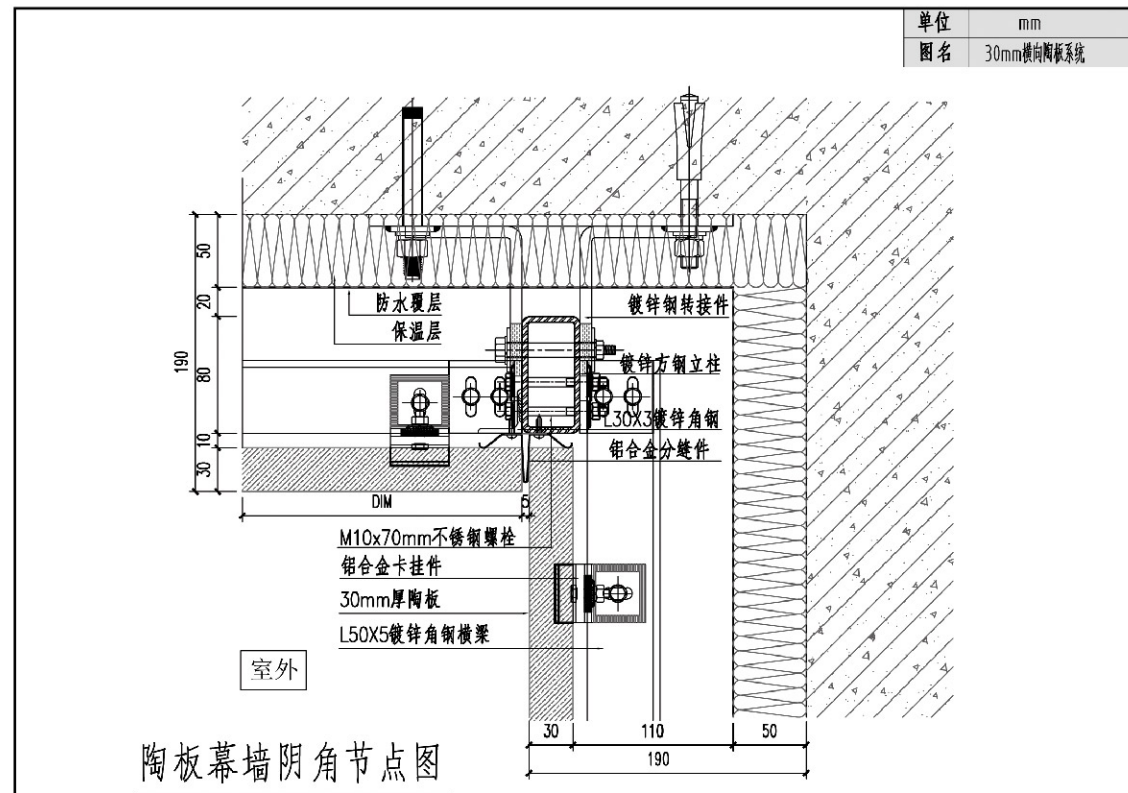 单位 mm
图名 30mm横向陶板系统
50
20
190
80
10
30
防水覆层
保温层
镀锌钢转接件
镀锌方钢立柱
L30X3镀锌角钢
铝合金分缝件
DIM
5
M10x70mm不锈钢螺栓
铝合金卡挂件
30mm厚陶板
L50X5镀锌角钢横梁
室外
30
110
50
190
陶板幕墙阴角节点图